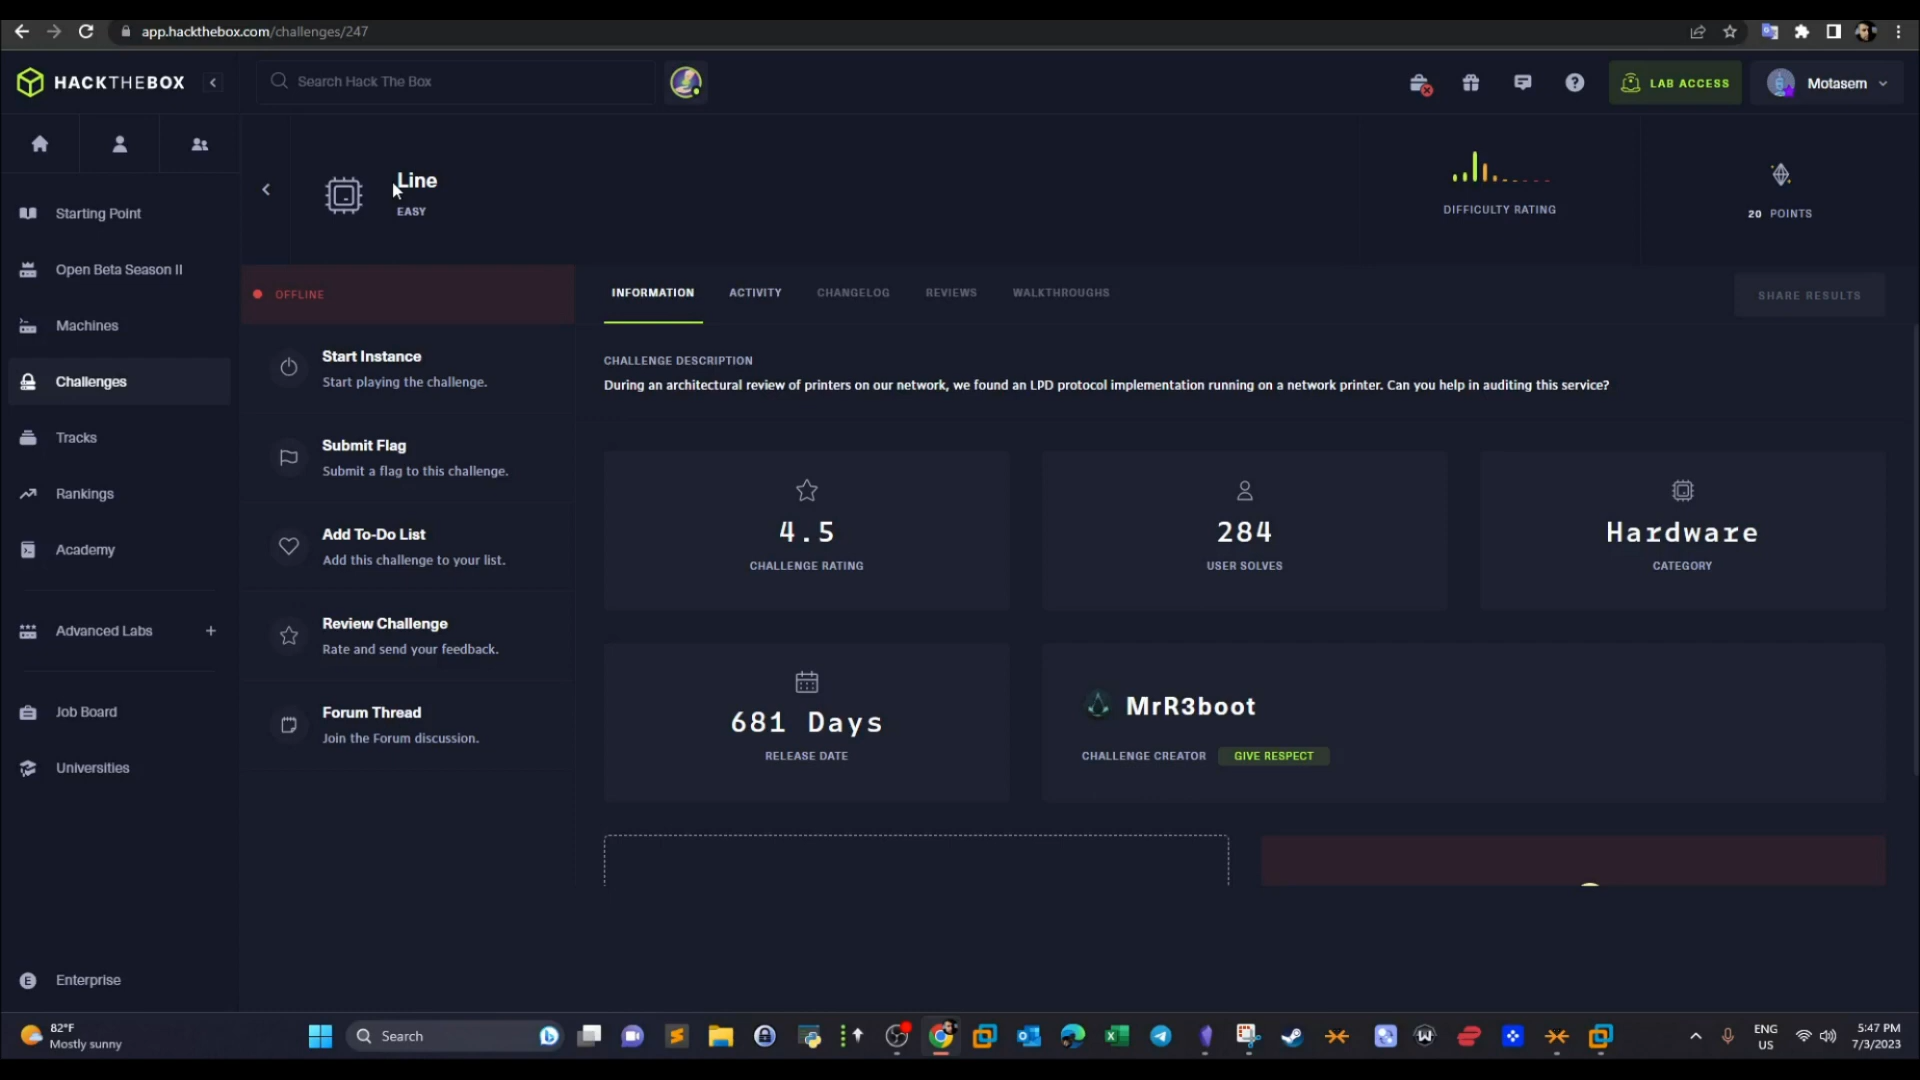 app.hackthebox.com/challenges/247
HACKTHEBOX
Search Hack The Box
LAB ACCESS
Motasem
Starting Point
Open Beta Season II
Machines
Challenges
Tracks
Rankings
Academy
Advanced Labs
Job Board
Universities
Enterprise
Line
EASY
DIFFICULTY RATING
20 POINTS
OFFLINE
Start Instance
Start playing the challenge.
Submit Flag
Submit a flag to this challenge.
Add To-Do List
Add this challenge to your list.
Review Challenge
Rate and send your feedback.
Forum Thread
Join the Forum discussion.
INFORMATION ACTIVITY CHANGELOG REVIEWS WALKTHROUGHS
SHARE RESULTS
CHALLENGE DESCRIPTION
During an architectural review of printers on our network, we found an LPD protocol implementation running on a network printer. Can you help in auditing this service?
4.5
CHALLENGE RATING
284
USER SOLVES
Hardware
CATEGORY
681 Days
RELEASE DATE
MrR3boot
CHALLENGE CREATOR GIVE RESPECT
82°F
Mostly sunny
Search
ENG
US
5:47 PM
7/3/2023